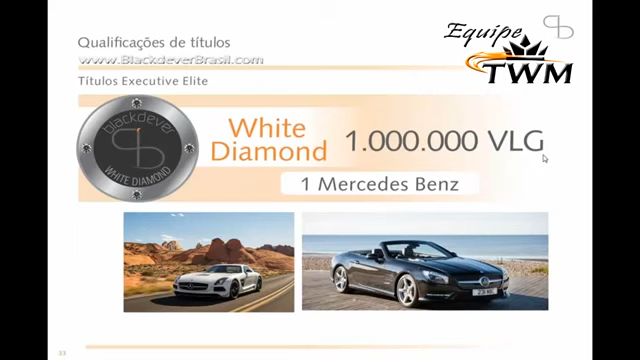 Qualificações de títulos
www.BlackdeverBrasil.com
Títulos Executive Elite
Equipe
TWM
blackdever
WHITE DIAMOND
White
Diamond
1.000.000 VLG
1 Mercedes Benz
33